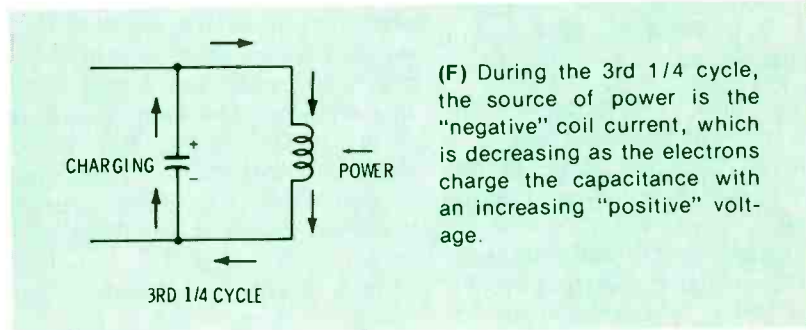 CHARGING
+
–
POWER
3RD 1/4 CYCLE
(F) During the 3rd 1/4 cycle,
the source of power is the
"negative" coil current, which
is decreasing as the electrons
charge the capacitance with
an increasing "positive" volt-
age.